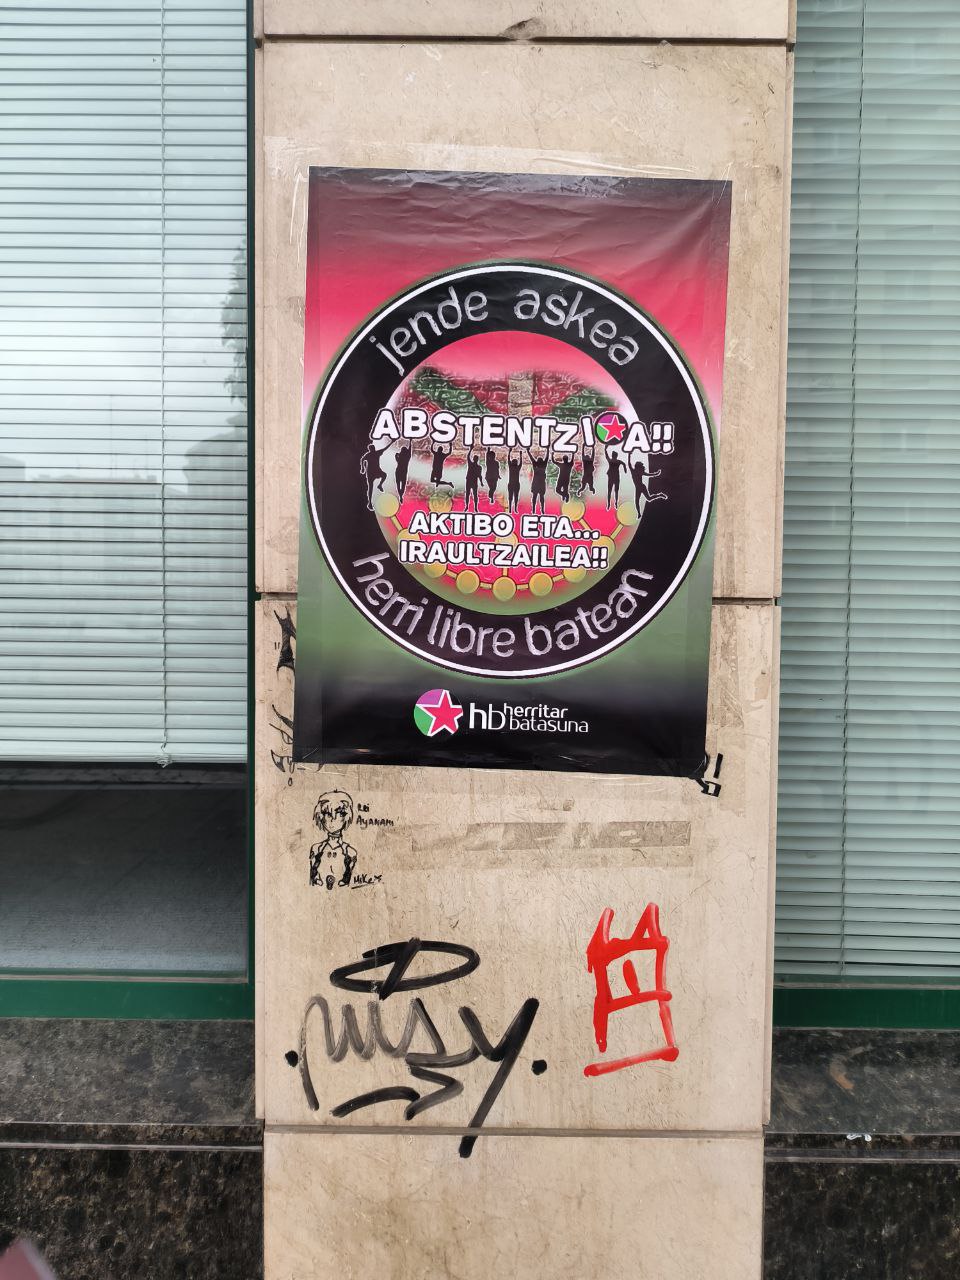 jende askea
ABSTENTZIOA!!
AKTIBO ETA...
IRAULTZAILEA!!
herri libre batean
hb herritar
batasuna
Rei
Ayanami